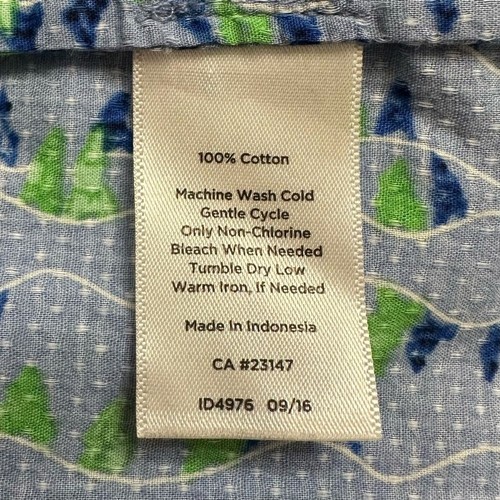 100% Cotton
Machine Wash Cold
Gentle Cycle
Only Non-Chlorine
Bleach When Needed
Tumble Dry Low
Warm Iron, If Needed
Made In Indonesia
CA #23147
ID4976 09/16